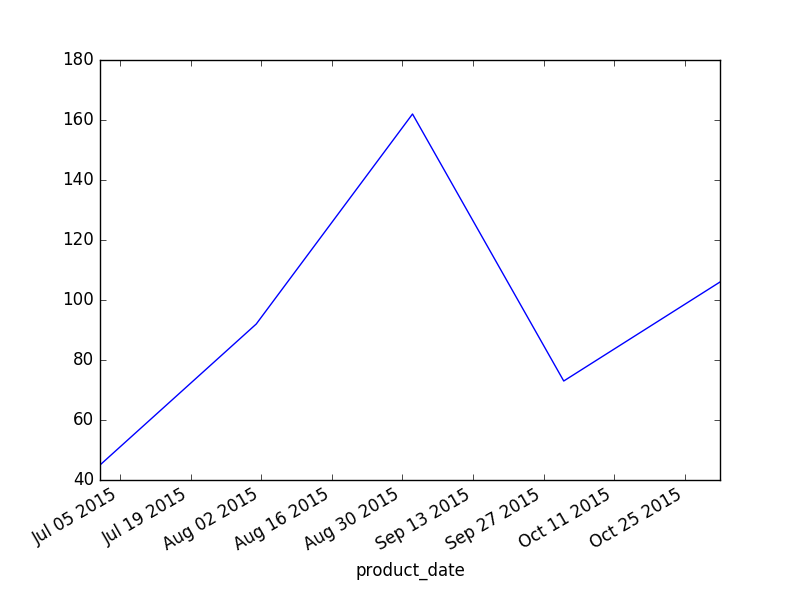 180
160
140
120
100
80
60
40
Jul 05 2015
Jul 19 2015
Aug 02 2015
Aug 16 2015
Aug 30 2015
Sep 13 2015
Sep 27 2015
Oct 11 2015
Oct 25 2015
product_date